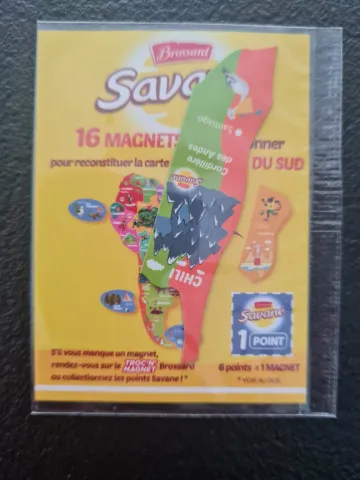 Brossard
Savane
16 MAGNETS
pour reconstituer la carte
DU SUD
Santiago
Cordillère
des Andes
Savane
CHILI
Brossard
Savane
1 POINT
S'il vous manque un magnet,
rendez-vous sur le TROC'N' MAGNET Brossard
ou collectionnez les points Savane ! *
6 points = 1 MAGNET